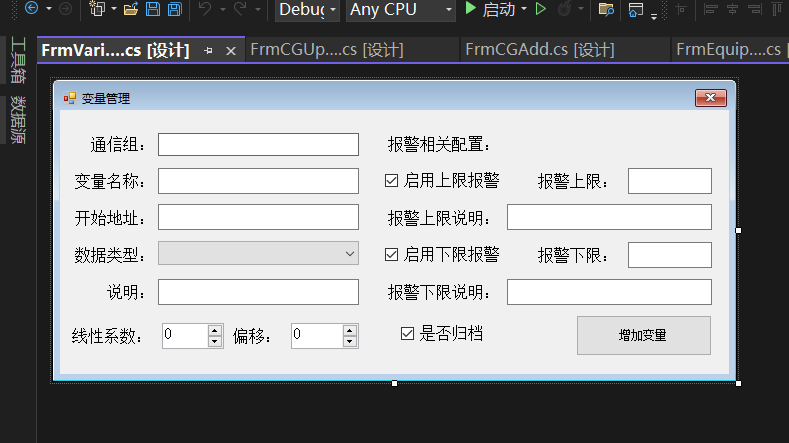 Debug Any CPU 启动
FrmVari....cs [设计] FrmCGUp....cs [设计] FrmCGAdd.cs [设计] FrmEquip....cs [
工具箱
数据源
变量管理
通信组： 报警相关配置：
变量名称： 启用上限报警 报警上限：
开始地址： 报警上限说明：
数据类型： 启用下限报警 报警下限：
说明： 报警下限说明：
线性系数： 0 偏移： 0 是否归档 增加变量